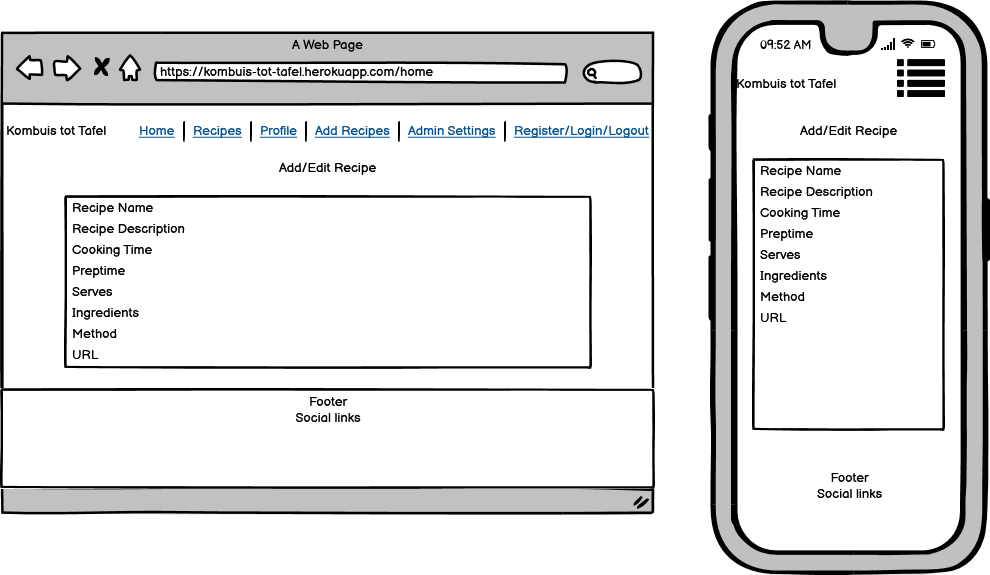 A Web Page
https://kombuis-tot-tafel.herokuapp.com/home
Kombuis tot Tafel Home Recipes Profile Add Recipes Admin Settings Register/Login/Logout
Add/Edit Recipe
Recipe Name
Recipe Description
Cooking Time
Preptime
Serves
Ingredients
Method
URL
Footer
Social links
09:52 AM
Kombuis tot Tafel
Add/Edit Recipe
Recipe Name
Recipe Description
Cooking Time
Preptime
Serves
Ingredients
Method
URL
Footer
Social links